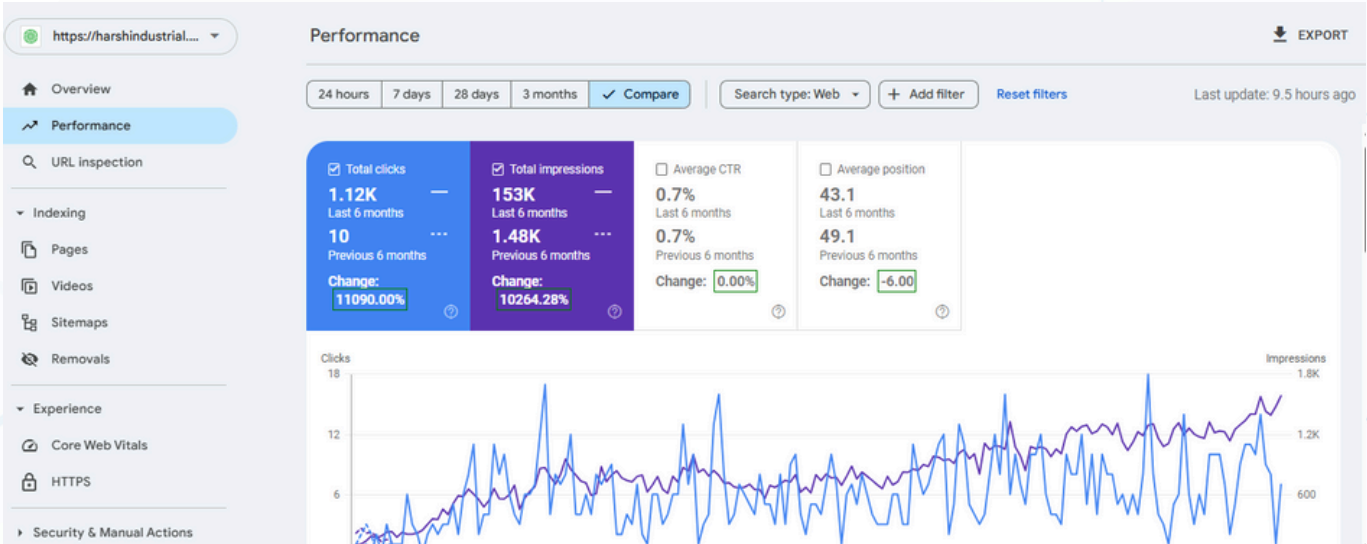 https://harshindustrial....
Overview
Performance
URL inspection
Indexing
Pages
Videos
Sitemaps
Removals
Experience
Core Web Vitals
HTTPS
Security & Manual Actions
Performance
EXPORT
24 hours 7 days 28 days 3 months Compare Search type: Web Add filter Reset filters Last update: 9.5 hours ago
Total clicks
1.12K
Last 6 months
10
Previous 6 months
Change:
11090.00%
Total impressions
153K
Last 6 months
1.48K
Previous 6 months
Change:
10264.28%
Average CTR
0.7%
Last 6 months
0.7%
Previous 6 months
Change: 0.00%
Average position
43.1
Last 6 months
49.1
Previous 6 months
Change: -6.00
Clicks
18
12
6
Impressions
1.8K
1.2K
600